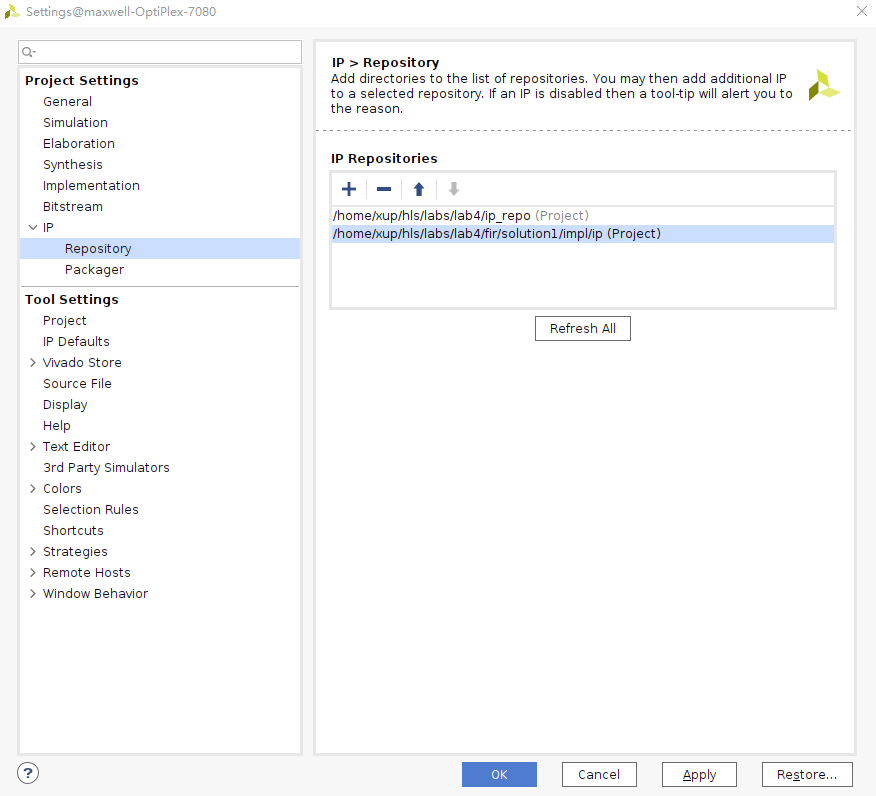 Settings@maxwell-OptiPlex-7080
Project Settings
General
Simulation
Elaboration
Synthesis
Implementation
Bitstream
IP
Repository
Packager
Tool Settings
Project
IP Defaults
Vivado Store
Source File
Display
Help
Text Editor
3rd Party Simulators
Colors
Selection Rules
Shortcuts
Strategies
Remote Hosts
Window Behavior
IP > Repository
Add directories to the list of repositories. You may then add additional IP
to a selected repository. If an IP is disabled then a tool-tip will alert you to
the reason.
IP Repositories
/home/xup/hls/labs/lab4/ip_repo (Project)
/home/xup/hls/labs/lab4/fir/solution1/impl/ip (Project)
Refresh All
?
OK
Cancel
Apply
Restore...